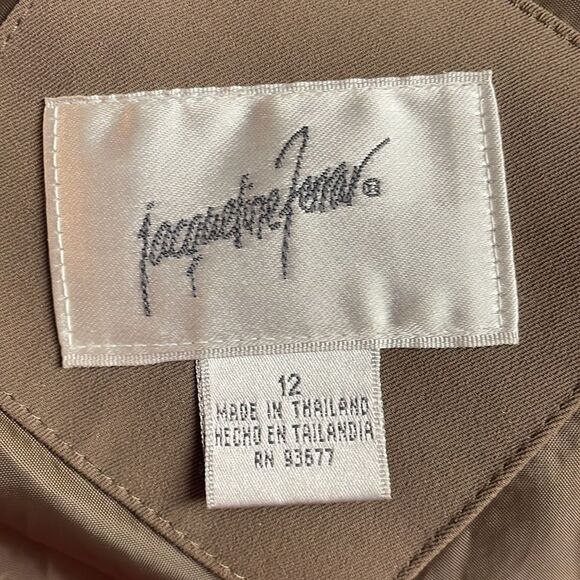 jacqueline Ferrar®
12
MADE IN THAILAND
HECHO EN TAILANDIA
RN 93677